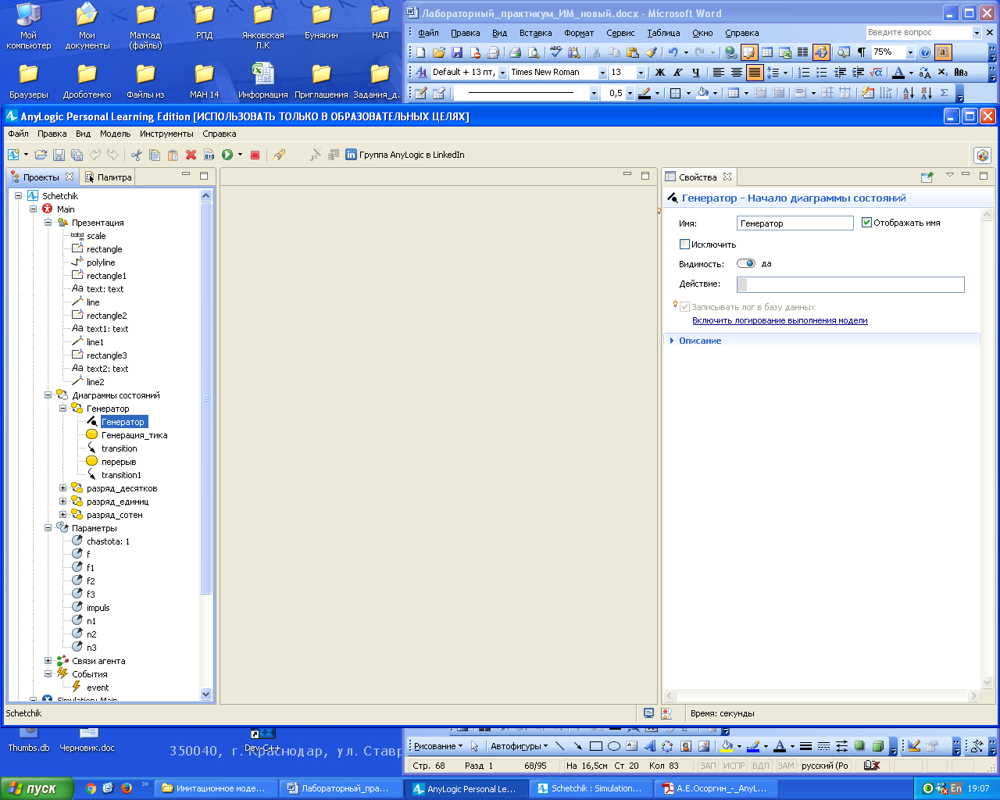 Мой компьютер
Мои документы
Маткад (файлы)
РПД
Янковская Л.К
Бунякин
НАП
Браузеры
Дроботенко
Файлы из
МАН 14
Информация
Приглашения
Задания_д.
Лабораторный_практикум_ИМ_новый.docx - Microsoft Word
Файл Правка Вид Вставка Формат Сервис Таблица Окно Справка
Введите вопрос
75%
Default + 13 пт, Times New Roman 13 Ж К Ч
0,5
AnyLogic Personal Learning Edition [ИСПОЛЬЗОВАТЬ ТОЛЬКО В ОБРАЗОВАТЕЛЬНЫХ ЦЕЛЯХ]
Файл Правка Вид Модель Инструменты Справка
Группа AnyLogic в LinkedIn
Проекты
Палитра
Schetchik
Main
Презентация
scale
rectangle
polyline
rectangle1
text: text
line
rectangle2
text1: text
line1
rectangle3
text2: text
line2
Диаграммы состояний
Генератор
Генератор
Генерация_тика
transition
перерыв
transition1
разряд_десятков
разряд_единиц
разряд_сотен
Параметры
chastota: 1
f
f1
f2
f3
impuls
n1
n2
n3
Связи агента
События
event
Simulation: Main
Свойства
Генератор - Начало диаграммы состояний
Имя: Генератор Отображать имя
Исключить
Видимость: да
Действие:
Записывать лог в базу данных
Включить логирование выполнения модели
Описание
Schetchik
Время: секунды
Thumbs.db
Черновик.doc
Dev-C++
350040, г. Краснодар, ул. Ставр
Рисование Автофигуры
Стр. 68 Разд 1 68/95 На 16,5см Ст 20 Кол 83 ЗАП ИСПР ВДЛ ЗАМ русский (Ро
пуск
Имитационное моде...
Лабораторный_пра...
AnyLogic Personal Le...
Schetchik : Simulation...
А.Е.Осоргин_-_AnyL...
En 19:07